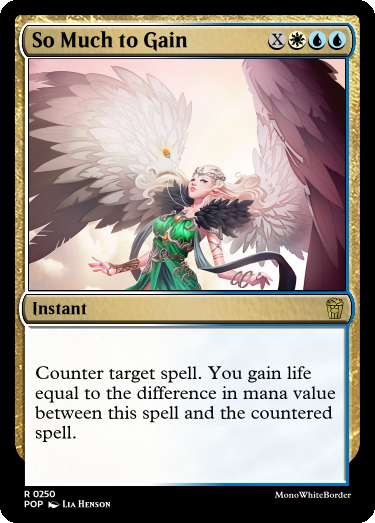 So Much to Gain X
Instant
Counter target spell. You gain life
equal to the difference in mana value
between this spell and the countered
spell.
R 0250
POP Lia Henson
MonoWhiteBorder